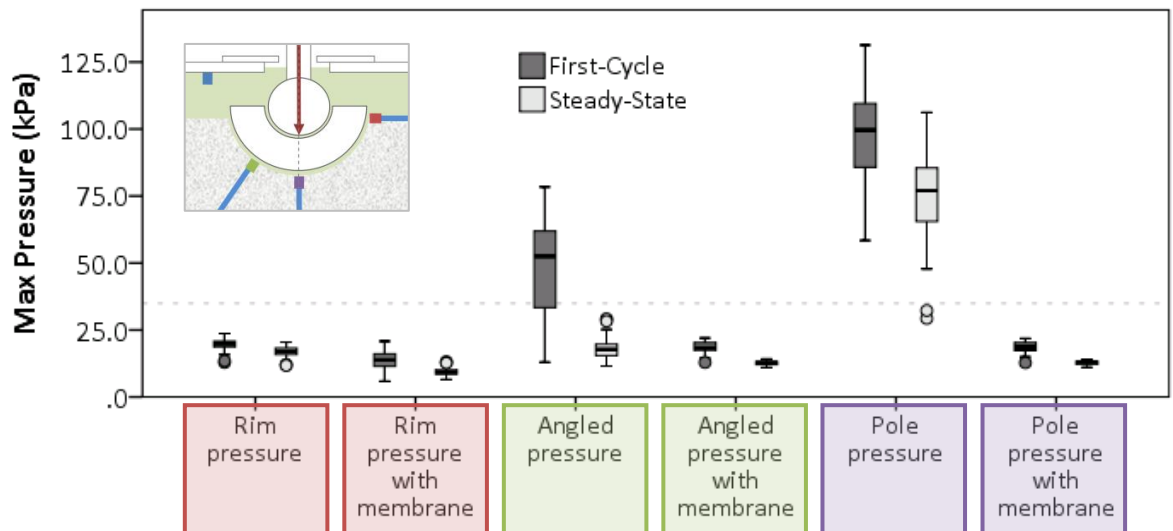 Max Pressure (kPa)
125.0
100.0
75.0
50.0
25.0
.0
First-Cycle
Steady-State
Rim
pressure
Rim
pressure
with
membrane
Angled
pressure
Angled
pressure
with
membrane
Pole
pressure
Pole
pressure
with
membrane